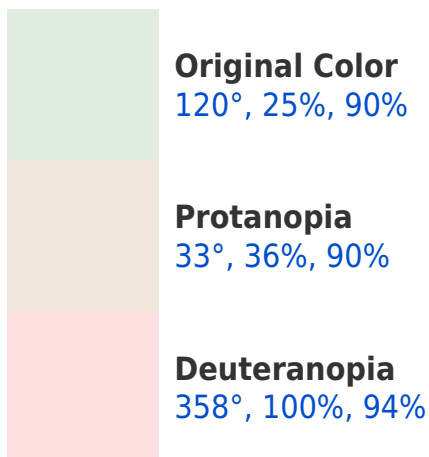 Original Color
120°, 25%, 90%
Protanopia
33°, 36%, 90%
Deuteranopia
358°, 100%, 94%